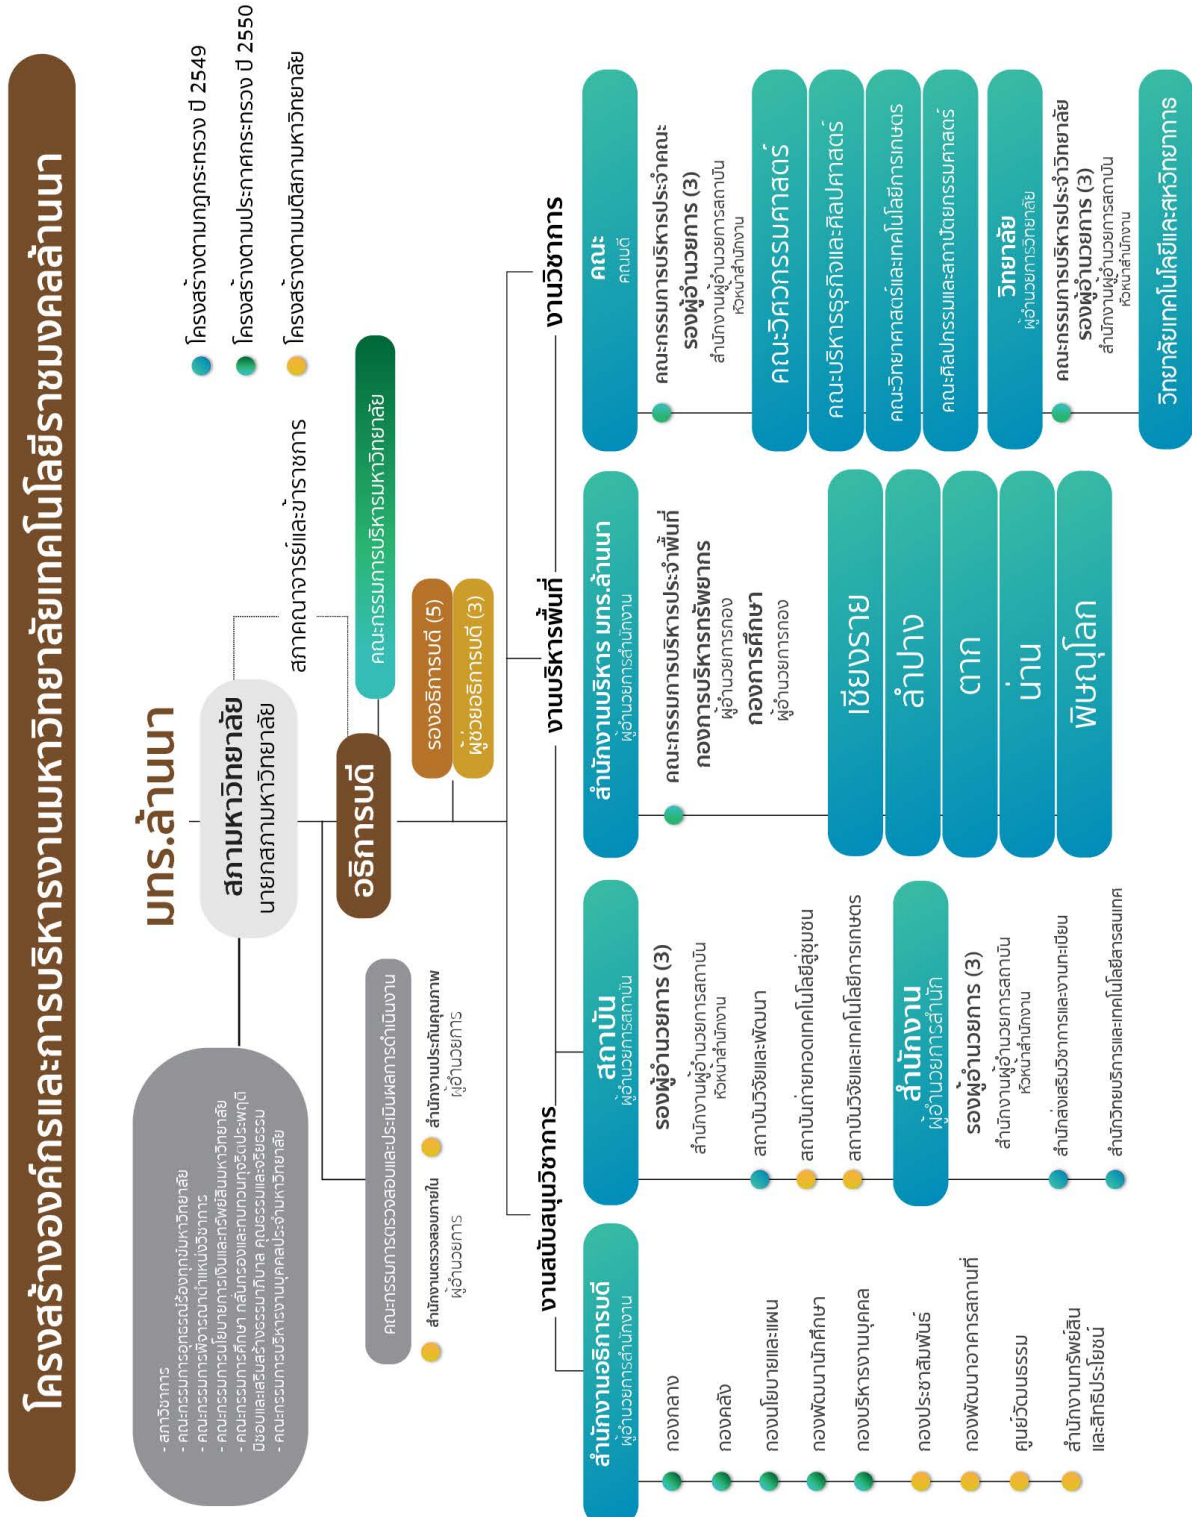 โครงสร้างองค์กรและการบริหารงานมหาวิทยาลัยเทคโนโลยีราชมงคลล้านนา
มทร.ล้านนา
โครงสร้างตามกฎกระทรวง ปี 2549
โครงสร้างตามประกาศกระทรวง ปี 2550
โครงสร้างตามมติสภามหาวิทยาลัย
- สภาวิชาการ
- คณะกรรมการอุทธรณ์ร้องทุกข์มหาวิทยาลัย
- คณะกรรมการพิจารณาตำแหน่งวิชาการ
- คณะกรรมการนโยบายการเงินและทรัพย์สินมหาวิทยาลัย
- คณะกรรมการศึกษา กลั่นกรองและทบทวนทุจริตประพฤติ
มิชอบและเสริมสร้างธรรมาภิบาล คุณธรรมและจริยธรรม
- คณะกรรมการบริหารงานบุคคลประจำมหาวิทยาลัย
สภามหาวิทยาลัย
นายกสภามหาวิทยาลัย
สภาคณาจารย์และข้าราชการ
อธิการบดี
คณะกรรมการบริหารมหาวิทยาลัย
คณะกรรมการตรวจสอบและประเมินผลการดำเนินงาน
สำนักงานตรวจสอบภายใน
ผู้อำนวยการ
สำนักงานประกันคุณภาพ
ผู้อำนวยการ
รองอธิการบดี (5)
ผู้ช่วยอธิการบดี (3)
งานสนับสนุนวิชาการ
งานบริหารพื้นที่
งานวิชาการ
สำนักงานอธิการบดี
ผู้อำนวยการสำนักงาน
กองกลาง
กองคลัง
กองนโยบายและแผน
กองพัฒนานักศึกษา
กองบริหารงานบุคคล
กองประชาสัมพันธ์
กองพัฒนาอาคารสถานที่
ศูนย์วัฒนธรรม
สำนักงานทรัพย์สิน
และสิทธิประโยชน์
สถาบัน
ผู้อำนวยการสถาบัน
รองผู้อำนวยการ (3)
สำนักงานผู้อำนวยการสถาบัน
หัวหน้าสำนักงาน
สถาบันวิจัยและพัฒนา
สถาบันถ่ายทอดเทคโนโลยีสู่ชุมชน
สถาบันวิจัยและเทคโนโลยีการเกษตร
สำนักงาน
ผู้อำนวยการสำนัก
รองผู้อำนวยการ (3)
สำนักงานผู้อำนวยการสถาบัน
หัวหน้าสำนักงาน
สำนักส่งเสริมวิชาการและงานทะเบียน
สำนักวิทยบริการและเทคโนโลยีสารสนเทศ
สำนักงานบริหาร มทร.ล้านนา
ผู้อำนวยการสำนักงาน
คณะกรรมการบริหารประจำพื้นที่
กองการบริหารทรัพยากร
ผู้อำนวยการกอง
กองการศึกษา
ผู้อำนวยการกอง
เชียงราย
ลำปาง
ตาก
น่าน
พิษณุโลก
คณะ
คณบดี
คณะกรรมการบริหารประจำคณะ
รองผู้อำนวยการ (3)
สำนักงานผู้อำนวยการสถาบัน
หัวหน้าสำนักงาน
คณะวิศวกรรมศาสตร์
คณะบริหารธุรกิจและศิลปศาสตร์
คณะวิทยาศาสตร์และเทคโนโลยีการเกษตร
คณะศิลปกรรมและสถาปัตยกรรมศาสตร์
วิทยาลัย
ผู้อำนวยการวิทยาลัย
คณะกรรมการบริหารประจำวิทยาลัย
รองผู้อำนวยการ (3)
สำนักงานผู้อำนวยการสถาบัน
หัวหน้าสำนักงาน
วิทยาลัยเทคโนโลยีและสหวิทยาการ